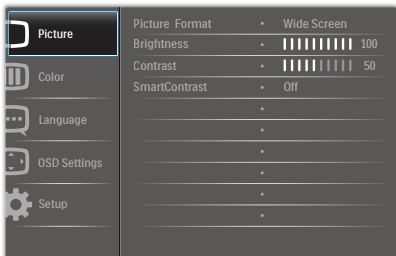 Picture
Color
Language
OSD Settings
Setup
Picture Format • Wide Screen
Brightness • 100
Contrast • 50
SmartContrast • Off
•
•
•
•
•
•